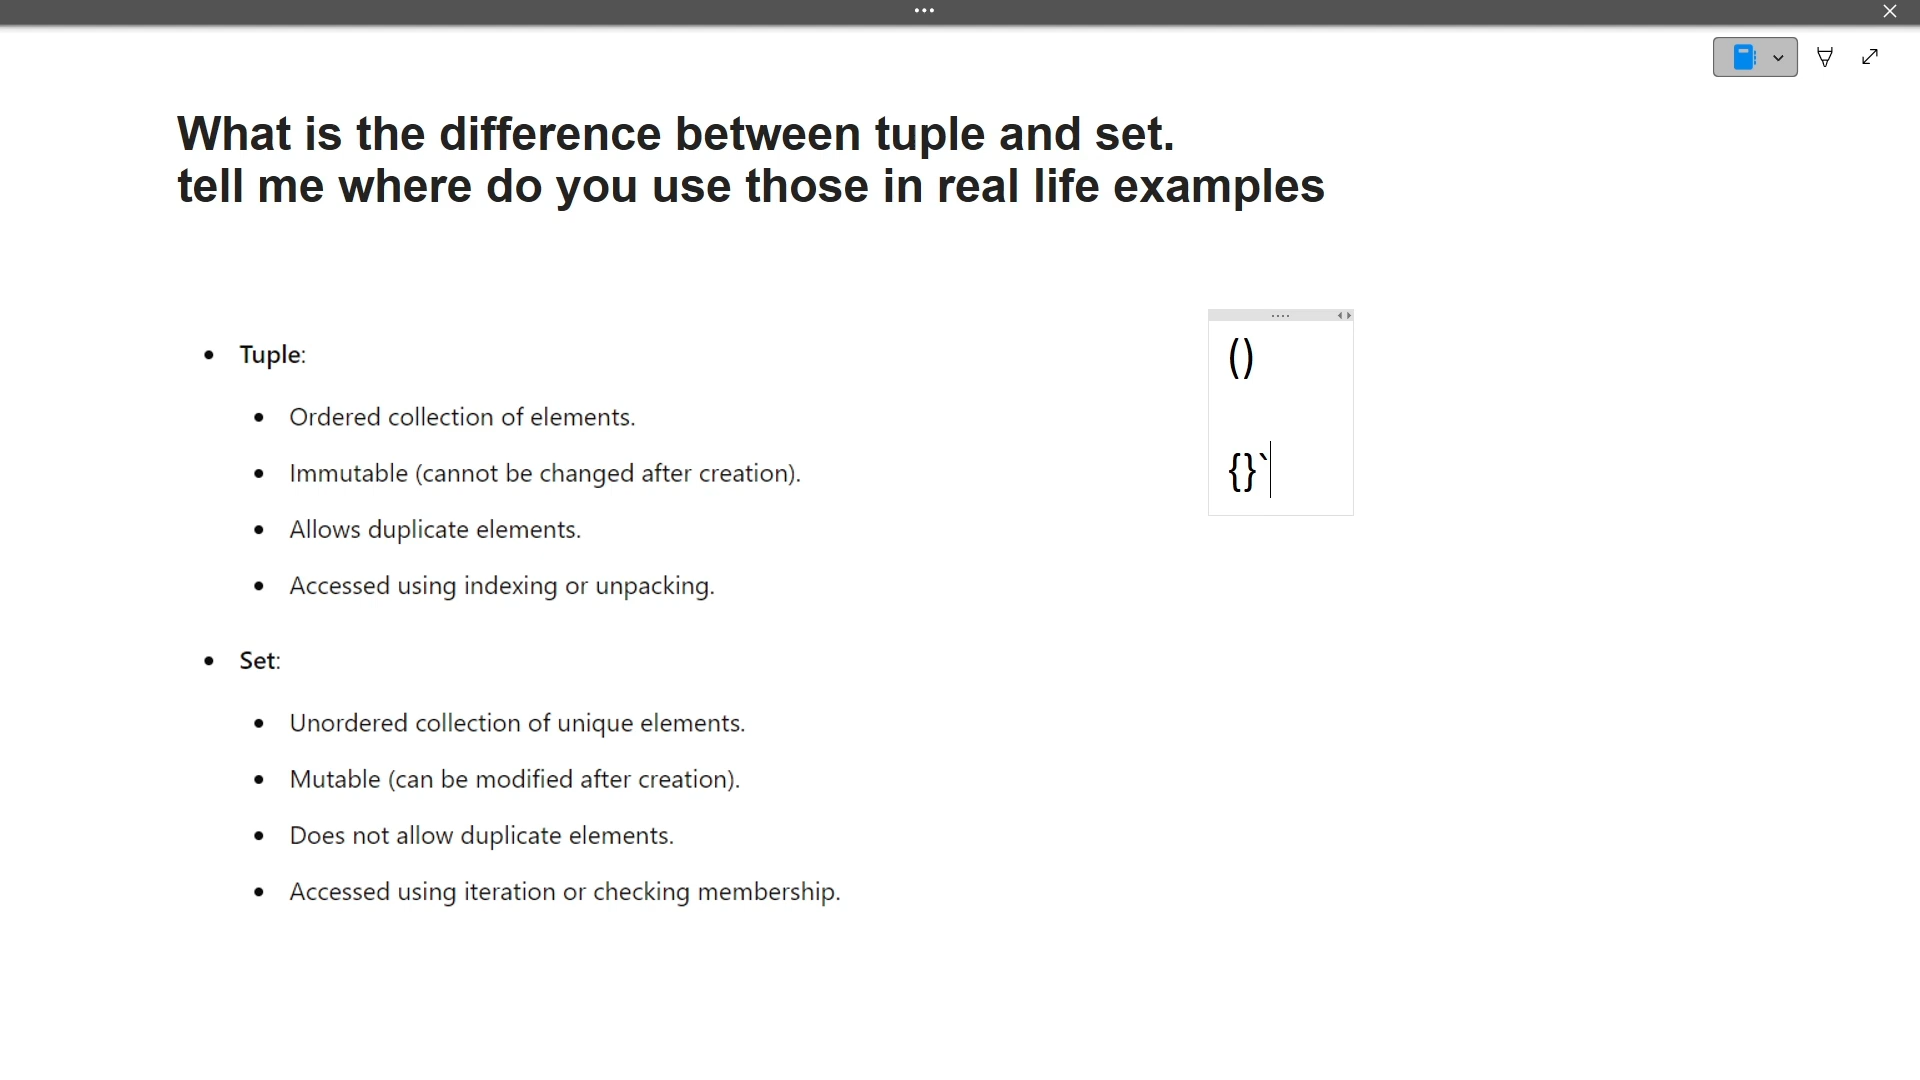 What is the difference between tuple and set.
tell me where do you use those in real life examples
• Tuple:
• Ordered collection of elements.
• Immutable (cannot be changed after creation).
• Allows duplicate elements.
• Accessed using indexing or unpacking.
• Set:
• Unordered collection of unique elements.
• Mutable (can be modified after creation).
• Does not allow duplicate elements.
• Accessed using iteration or checking membership.
()
{}`